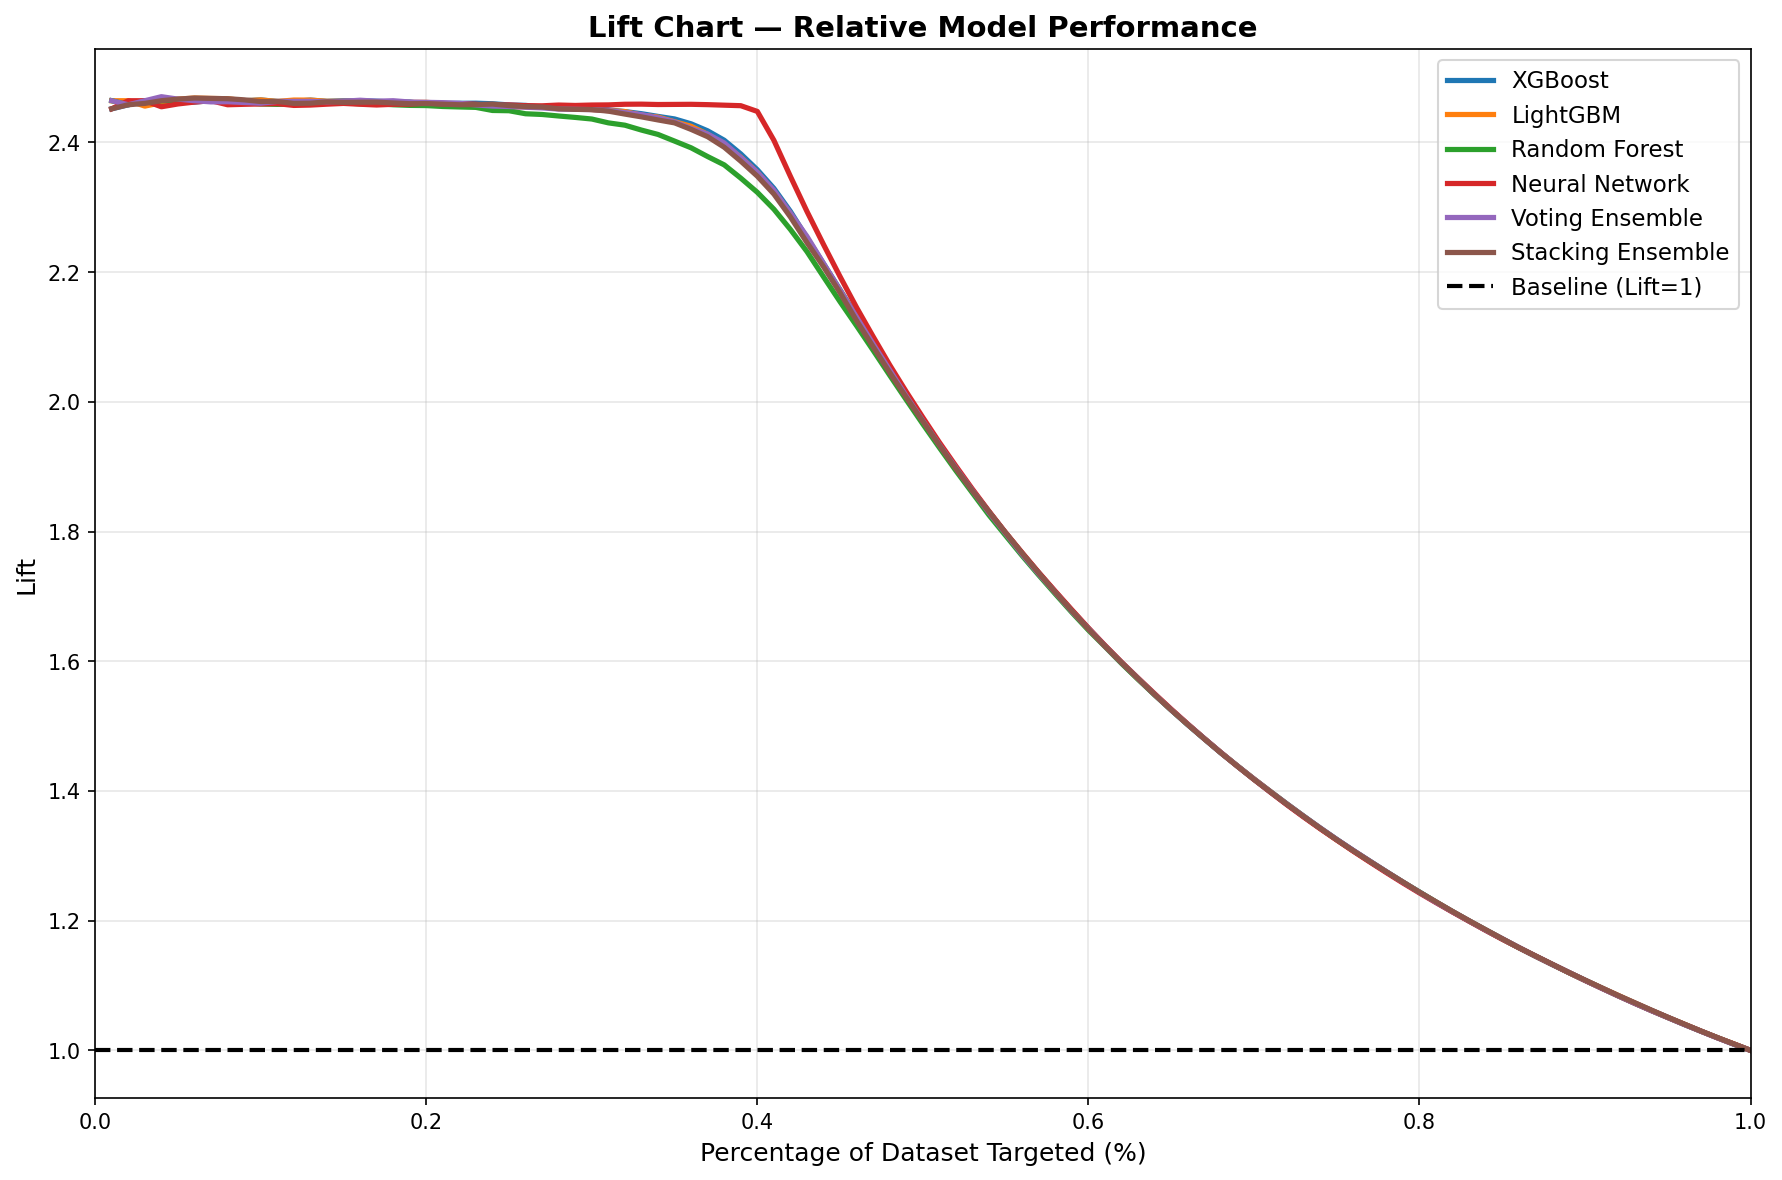 Lift Chart — Relative Model Performance
XGBoost
LightGBM
Random Forest
Neural Network
Voting Ensemble
Stacking Ensemble
Baseline (Lift=1)
Lift
2.4
2.2
2.0
1.8
1.6
1.4
1.2
1.0
0.0 0.2 0.4 0.6 0.8 1.0
Percentage of Dataset Targeted (%)